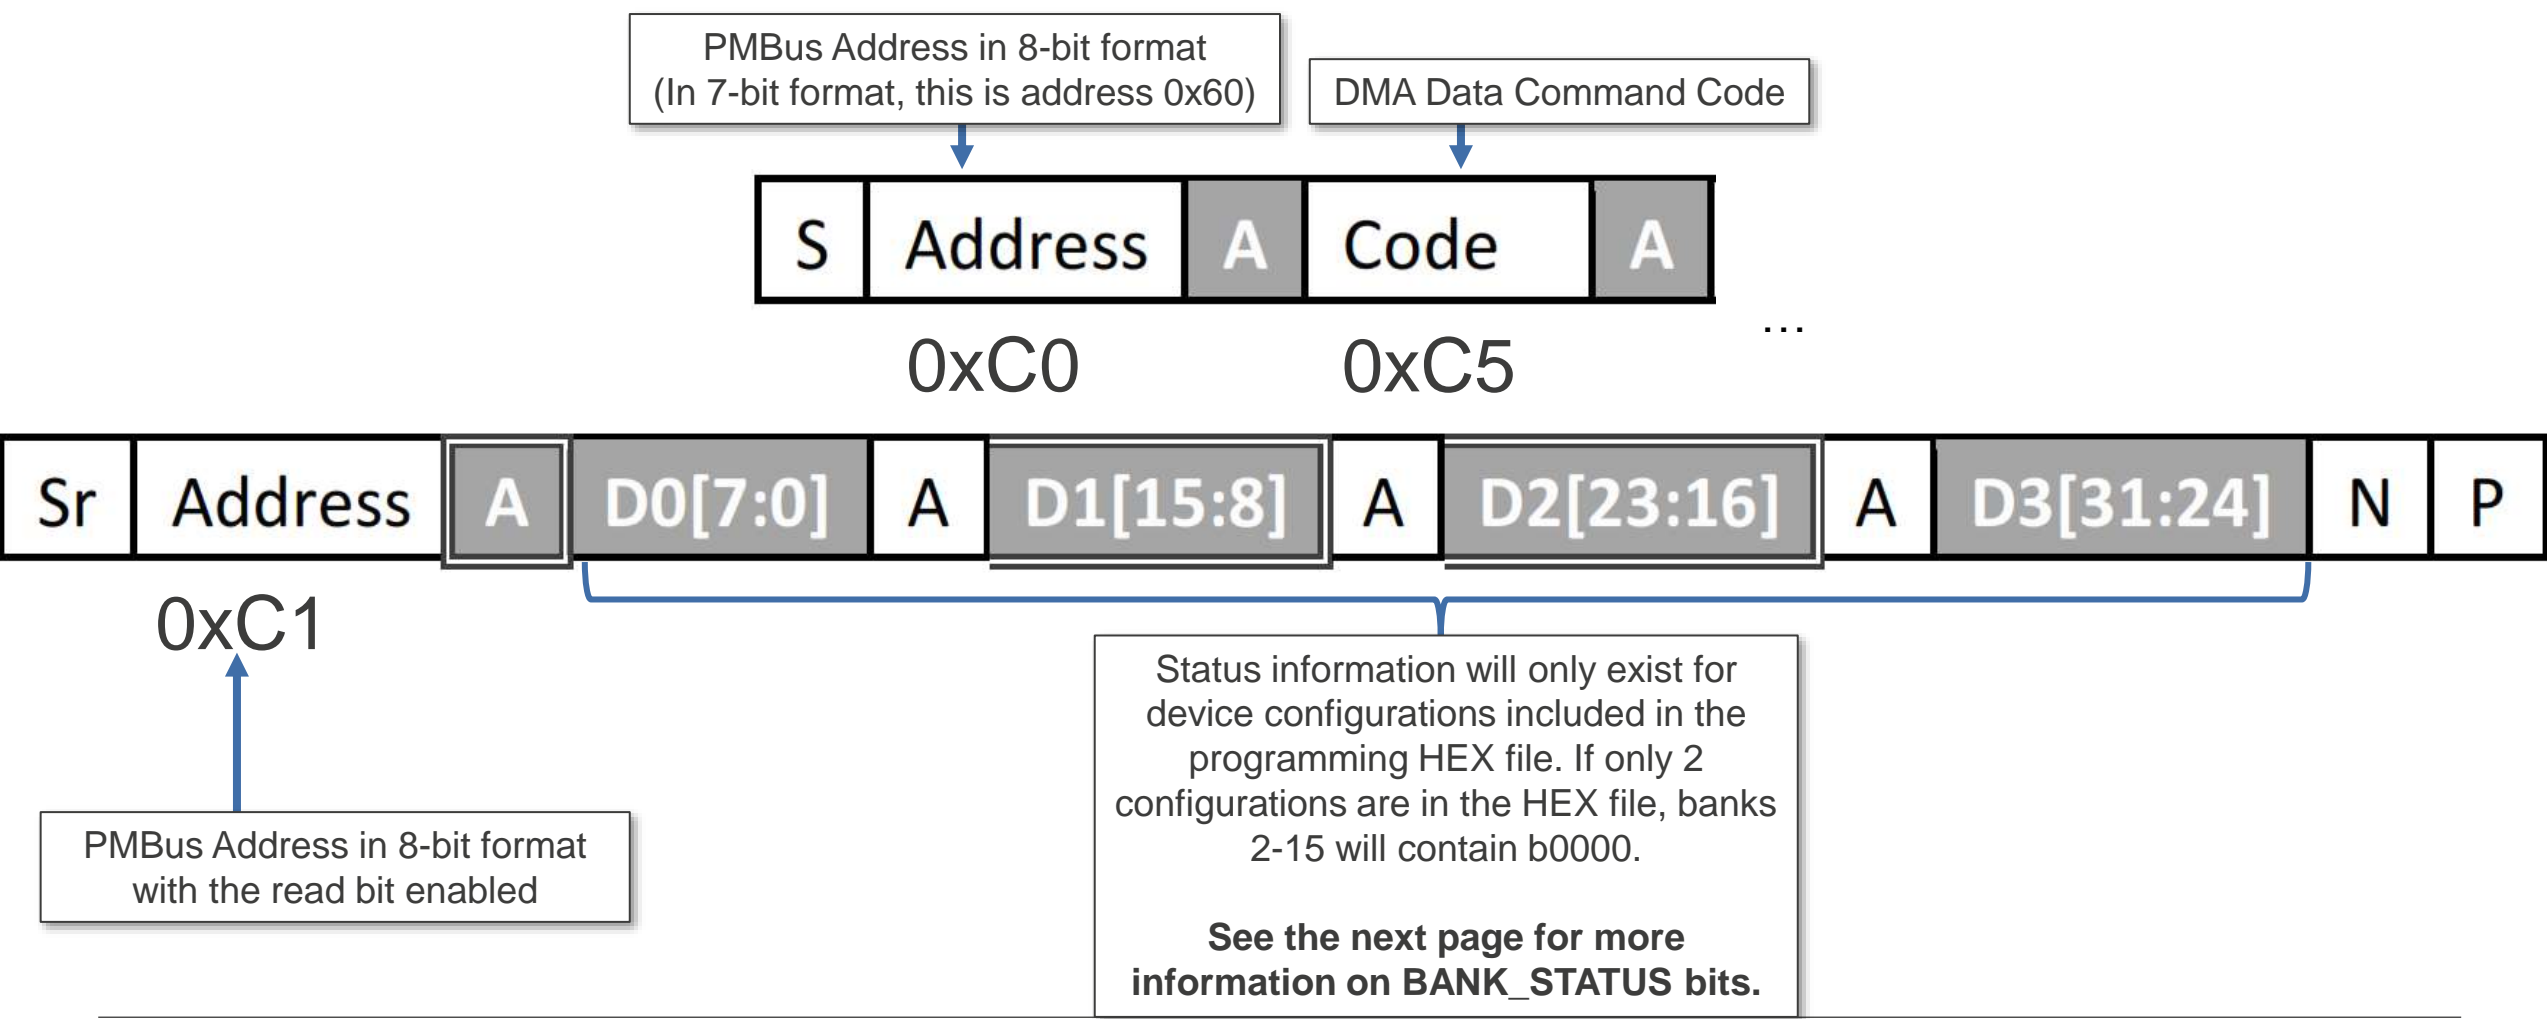 PMBus Address in 8-bit format
(In 7-bit format, this is address 0x60)
DMA Data Command Code
S Address A Code A
0xC0 0xC5 ...
Sr Address A D0[7:0] A D1[15:8] A D2[23:16] A D3[31:24] N P
0xC1
PMBus Address in 8-bit format
with the read bit enabled
Status information will only exist for
device configurations included in the
programming HEX file. If only 2
configurations are in the HEX file, banks
2-15 will contain b0000.
See the next page for more
information on BANK_STATUS bits.